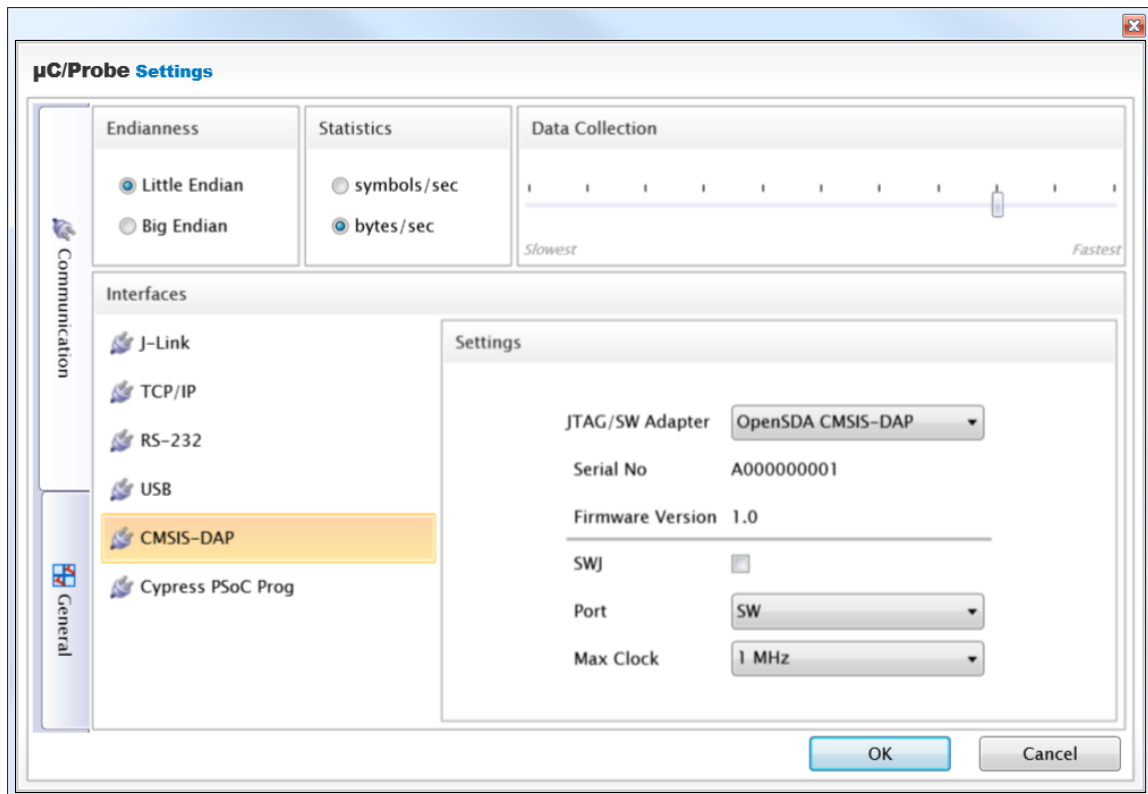 µC/Probe Settings
Communication
General
Endianness
Little Endian
Big Endian
Statistics
symbols/sec
bytes/sec
Data Collection
Slowest
Fastest
Interfaces
J-Link
TCP/IP
RS-232
USB
CMSIS-DAP
Cypress PSoC Prog
Settings
JTAG/SW Adapter OpenSDA CMSIS-DAP
Serial No A000000001
Firmware Version 1.0
SWJ
Port SW
Max Clock 1 MHz
OK
Cancel